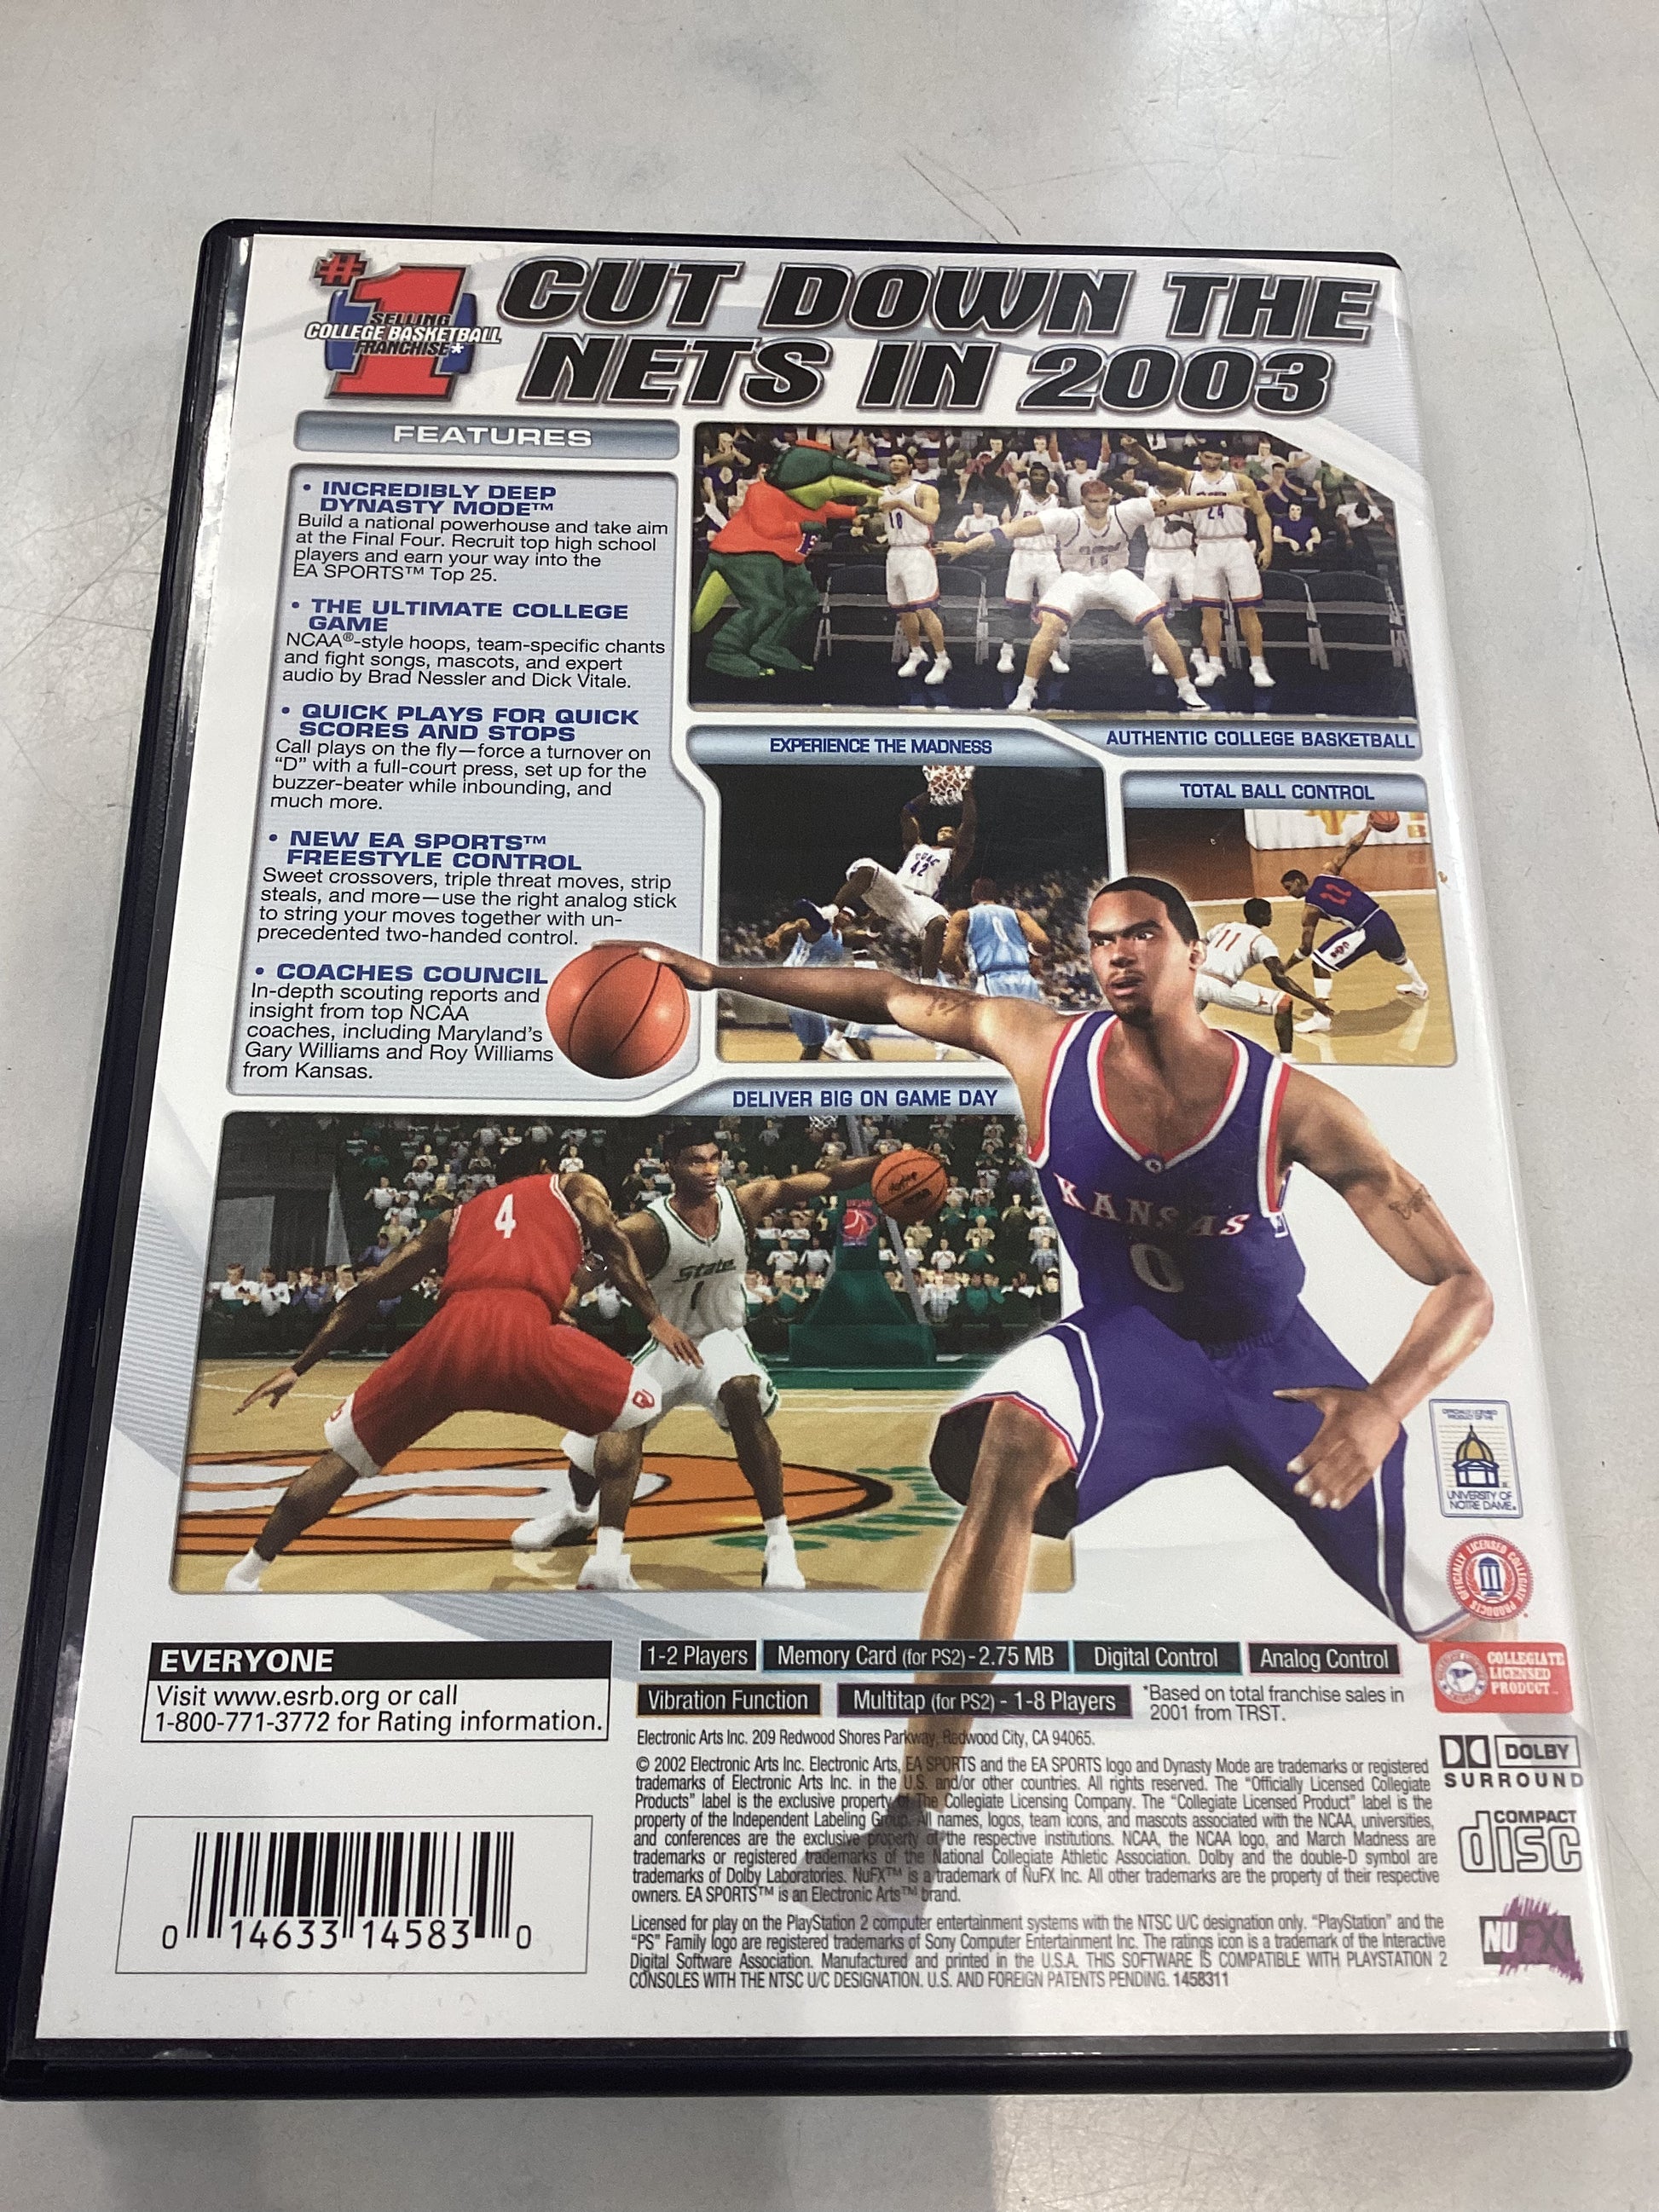 #1
SELLING
COLLEGE BASKETBALL
FRANCHISE*
CUT DOWN THE
NETS IN 2003
FEATURES
• INCREDIBLY DEEP
DYNASTY MODE™
Build a national powerhouse and take aim
at the Final Four. Recruit top high school
players and earn your way into the
EA SPORTS™ Top 25.
• THE ULTIMATE COLLEGE
GAME
NCAA®-style hoops, team-specific chants
and fight songs, mascots, and expert
audio by Brad Nessler and Dick Vitale.
• QUICK PLAYS FOR QUICK
SCORES AND STOPS
Call plays on the fly—force a turnover on
“D” with a full-court press, set up for the
buzzer-beater while inbounding, and
much more.
• NEW EA SPORTS™
FREESTYLE CONTROL
Sweet crossovers, triple threat moves, strip
steals, and more—use the right analog stick
to string your moves together with un-
precedented two-handed control.
• COACHES COUNCIL
In-depth scouting reports and
insight from top NCAA
coaches, including Maryland’s
Gary Williams and Roy Williams
from Kansas.
F
10
24
AUTHENTIC COLLEGE BASKETBALL
EXPERIENCE THE MADNESS
42
TOTAL BALL CONTROL
11
DELIVER BIG ON GAME DAY
4
State
1
KANSAS
0
OFFICIALLY LICENSED
PRODUCT OF THE
UNIVERSITY OF
NOTRE DAME
OFFICIALLY LICENSED COLLEGIATE PRODUCTS
COLLEGIATE
LICENSED
PRODUCT™
EVERYONE
Visit www.esrb.org or call
1-800-771-3772 for Rating information.
1-2 Players
Memory Card (for PS2) - 2.75 MB
Digital Control
Analog Control
Vibration Function
Multitap (for PS2) - 1-8 Players
*Based on total franchise sales in
2001 from TRST.
Electronic Arts Inc. 209 Redwood Shores Parkway, Redwood City, CA 94065.
© 2002 Electronic Arts Inc. Electronic Arts, EA SPORTS and the EA SPORTS logo and Dynasty Mode are trademarks or registered
trademarks of Electronic Arts Inc. in the U.S. and/or other countries. All rights reserved. The “Officially Licensed Collegiate
Products” label is the exclusive property of The Collegiate Licensing Company. The “Collegiate Licensed Product” label is the
property of the Independent Labeling Group. All names, logos, team icons, and mascots associated with the NCAA, universities,
and conferences are the exclusive property of the respective institutions. NCAA, the NCAA logo, and March Madness are
trademarks or registered trademarks of the National Collegiate Athletic Association. Dolby and the double-D symbol are
trademarks of Dolby Laboratories. NuFX™ is a trademark of NuFX Inc. All other trademarks are the property of their respective
owners. EA SPORTS™ is an Electronic Arts™ brand.
Licensed for play on the PlayStation 2 computer entertainment systems with the NTSC U/C designation only. “PlayStation” and the
“PS” Family logo are registered trademarks of Sony Computer Entertainment Inc. The ratings icon is a trademark of the Interactive
Digital Software Association. Manufactured and printed in the U.S.A. THIS SOFTWARE IS COMPATIBLE WITH PLAYSTATION 2
CONSOLES WITH THE NTSC U/C DESIGNATION. U.S. AND FOREIGN PATENTS PENDING. 1458311
DOLBY
SURROUND
COMPACT
disc
NUFX
0 14633 14583 0